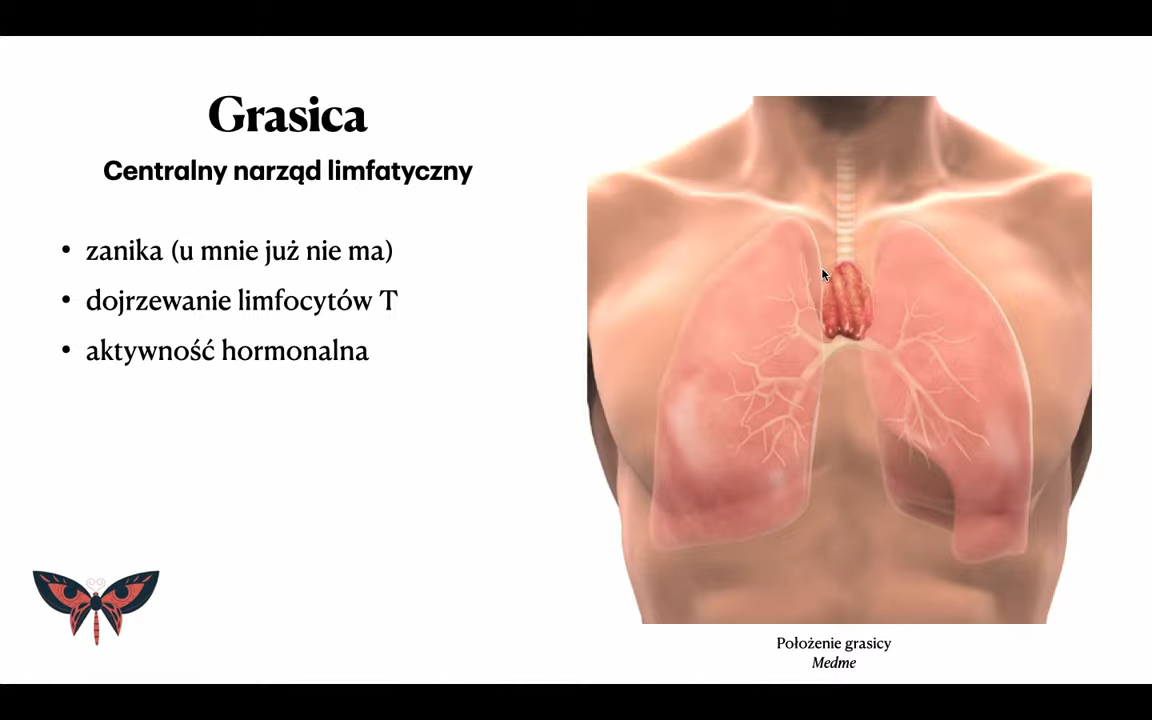 Grasica
Centralny narząd limfatyczny
• zanika (u mnie już nie ma)
• dojrzewanie limfocytów T
• aktywność hormonalna
Położenie grasicy
Medme